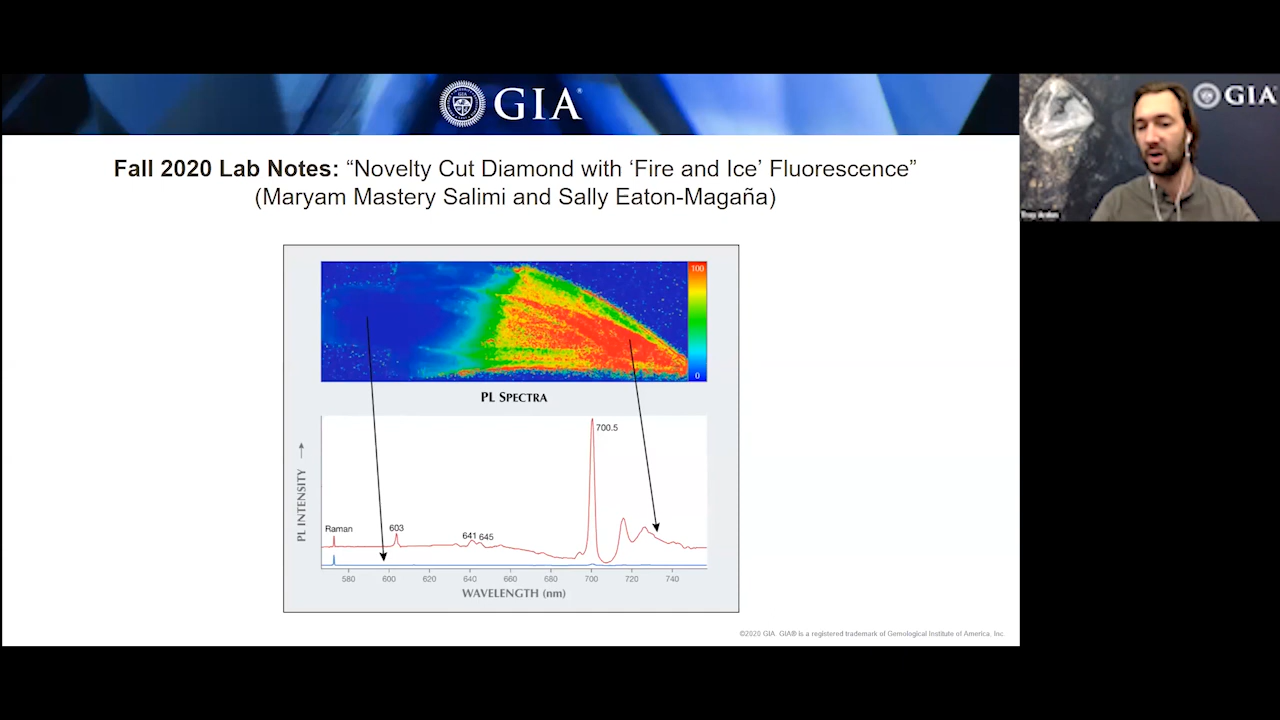 GIA
GIA
Fall 2020 Lab Notes: “Novelty Cut Diamond with ‘Fire and Ice’ Fluorescence”
(Maryam Mastery Salimi and Sally Eaton-Magaña)
100
0
PL SPECTRA
PL INTENSITY
700.5
Raman
603
641 645
580 600 620 640 660 680 700 720 740
WAVELENGTH (nm)
©2020 GIA. GIA® is a registered trademark of Gemological Institute of America, Inc.